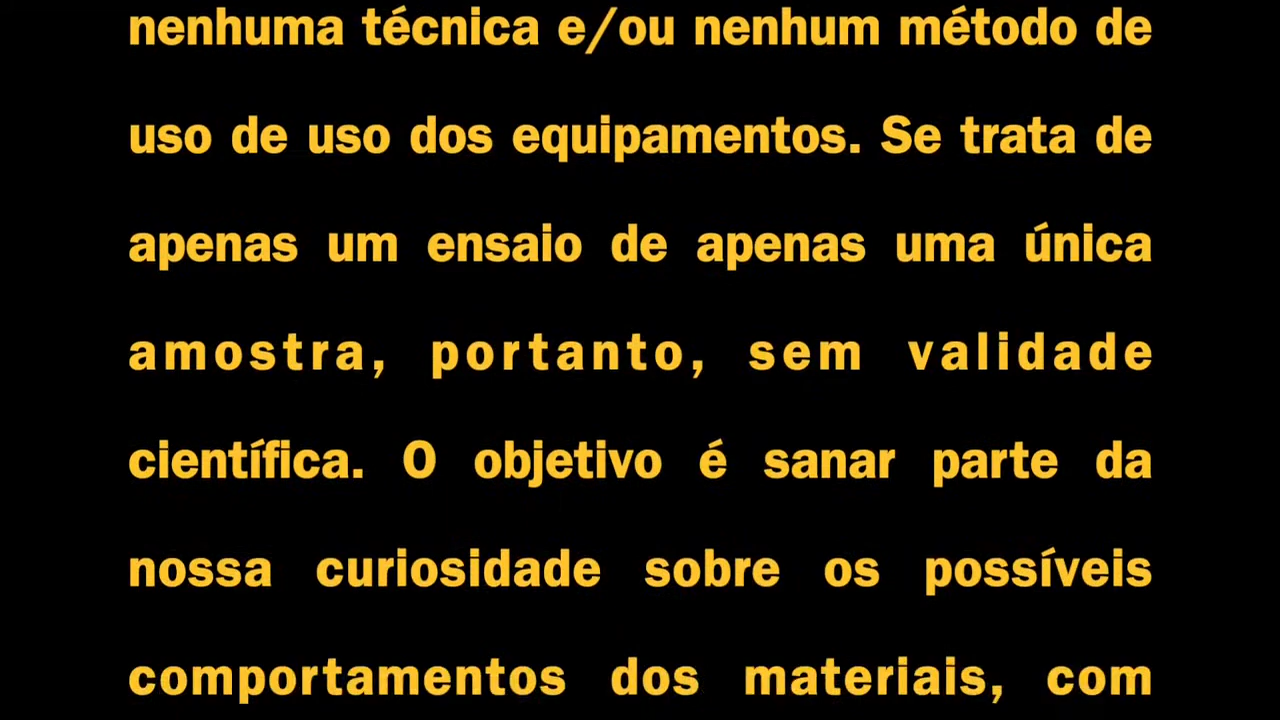 nenhuma técnica e/ou nenhum método de
uso de uso dos equipamentos. Se trata de
apenas um ensaio de apenas uma única
amostra, portanto, sem validade
científica. O objetivo é sanar parte da
nossa curiosidade sobre os possíveis
comportamentos dos materiais, com